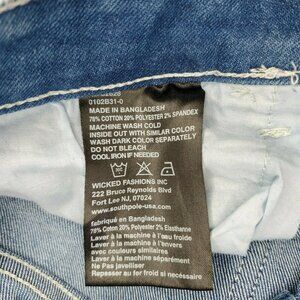 0102B31-0
MADE IN BANGLADESH
78% COTTON 20% POLYESTER 2% SPANDEX
MACHINE WASH COLD
INSIDE OUT WITH SIMILAR COLOR
WASH DARK COLOR SEPARATELY
DO NOT BLEACH
COOL IRON IF NEEDED
WICKED FASHIONS INC
222 Bruce Reynolds Blvd
Fort Lee NJ, 07024
www.southpole-usa.com
fabriqué en Bangladesh
78% Coton 20% Polyester 2% Elasthanne
Laver à la machine à l'eau froide
Laver à la machine à l'envers
avec couleurs similaires
Laver à la machine séparément
Ne Pas javelliser
Repasser au fer froid si necessaire